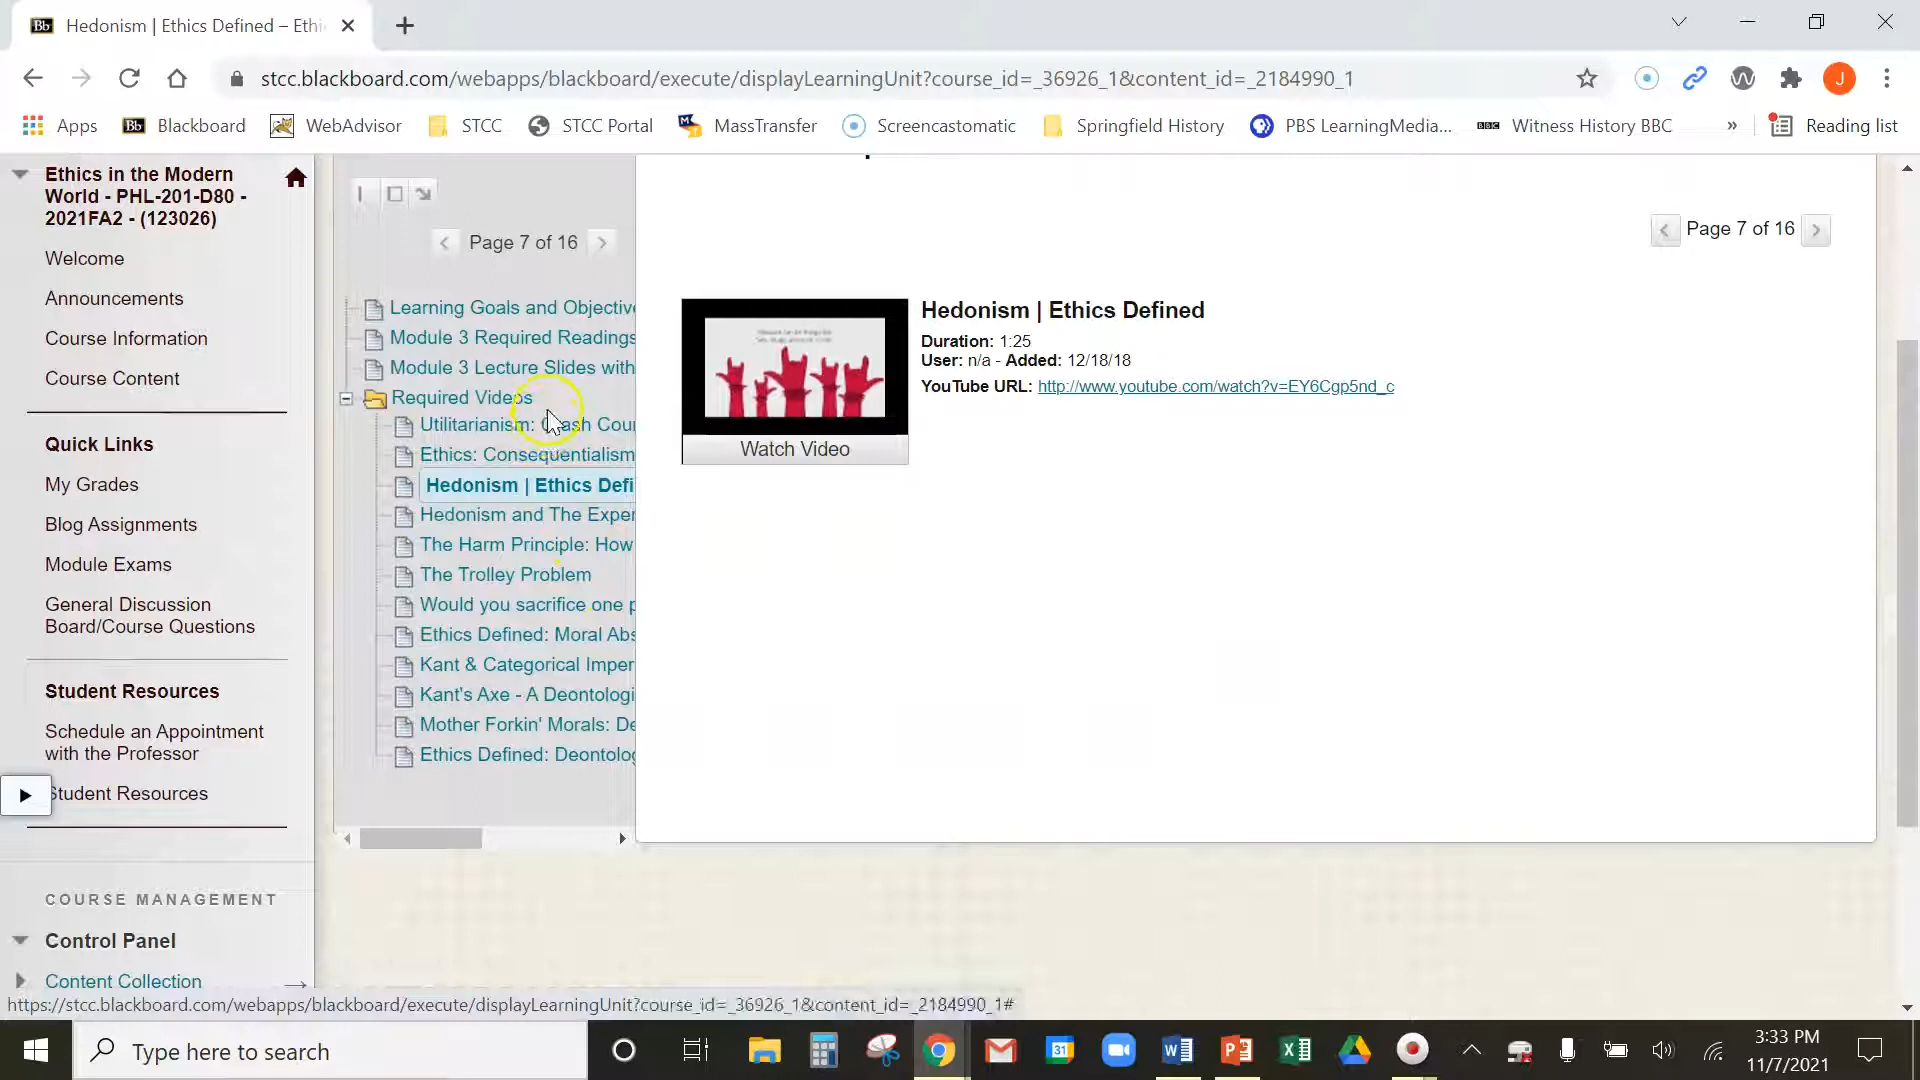 Bb Hedonism | Ethics Defined – Ethi
stcc.blackboard.com/webapps/blackboard/execute/displayLearningUnit?course_id=_36926_1&content_id=_2184990_1
J
Apps
Bb Blackboard
WebAdvisor
STCC
STCC Portal
MassTransfer
Screencastomatic
Springfield History
PBS LearningMedia...
BBC Witness History BBC
»
Reading list
Ethics in the Modern
World - PHL-201-D80 -
2021FA2 - (123026)
Welcome
Announcements
Course Information
Course Content
Quick Links
My Grades
Blog Assignments
Module Exams
General Discussion
Board/Course Questions
Student Resources
Schedule an Appointment
with the Professor
Student Resources
COURSE MANAGEMENT
Control Panel
Content Collection
Page 7 of 16
Learning Goals and Objective
Module 3 Required Readings
Module 3 Lecture Slides with
Required Videos
Utilitarianism: Crash Cour
Ethics: Consequentialism
Hedonism | Ethics Defi
Hedonism and The Exper
The Harm Principle: How
The Trolley Problem
Would you sacrifice one p
Ethics Defined: Moral Abs
Kant & Categorical Imper
Kant's Axe - A Deontologi
Mother Forkin' Morals: De
Ethics Defined: Deontolog
Page 7 of 16
Watch Video
Hedonism | Ethics Defined
Duration: 1:25
User: n/a - Added: 12/18/18
YouTube URL: http://www.youtube.com/watch?v=EY6Cgp5nd_c
https://stcc.blackboard.com/webapps/blackboard/execute/displayLearningUnit?course_id=_36926_1&content_id=_2184990_1#
Type here to search
31
3:33 PM
11/7/2021